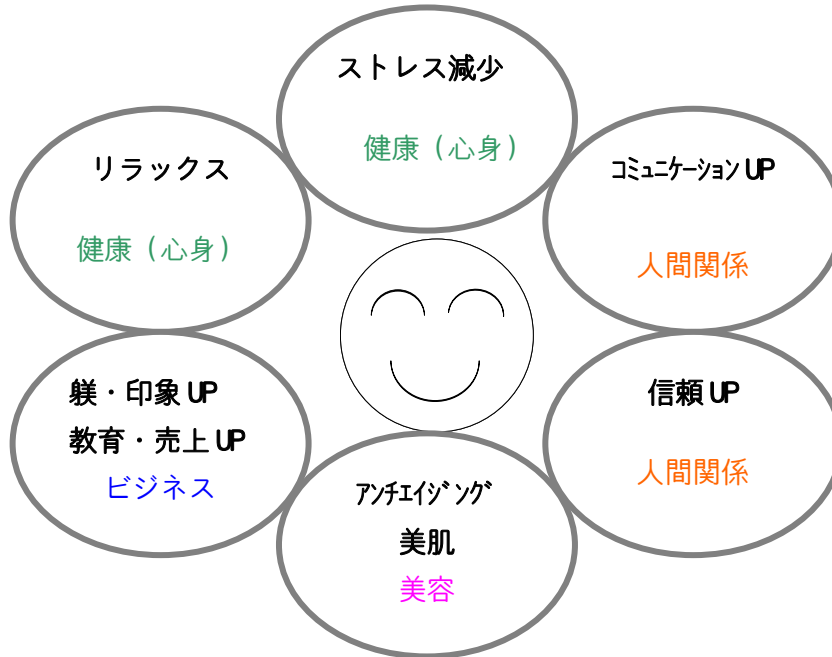 ストレス減少
健康（心身）
リラックス
健康（心身）
コミュニケーションUP
人間関係
躾・印象UP
教育・売上UP
ビジネス
信頼UP
人間関係
アンチエイジング
美肌
美容